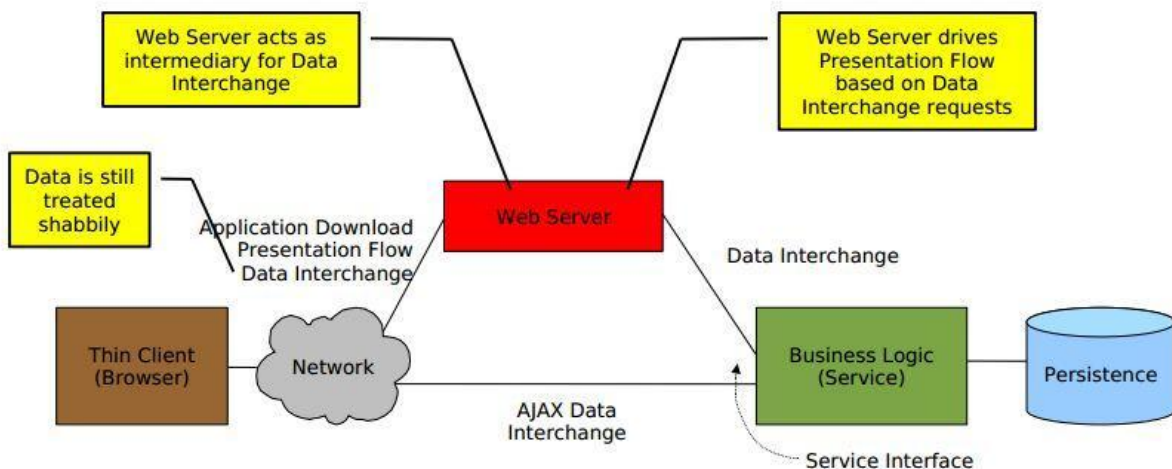 Web Server acts as
intermediary for Data
Interchange
Web Server drives
Presentation Flow
based on Data
Interchange requests
Data is still
treated
shabbily
Web Server
Application Download
Presentation Flow
Data Interchange
Data Interchange
Thin Client
(Browser)
Network
Business Logic
(Service)
Persistence
AJAX Data
Interchange
Service Interface